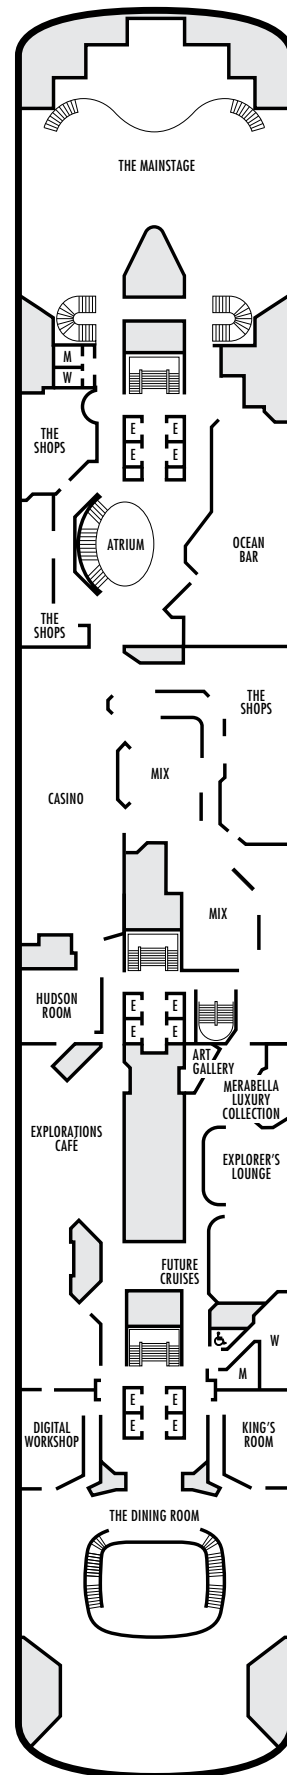 THE MAINSTAGE
M
W
E
E
E
E
THE
SHOPS
ATRIUM
OCEAN
BAR
THE
SHOPS
THE
SHOPS
MIX
CASINO
MIX
HUDSON
ROOM
E
E
E
E
ART
GALLERY
MERABELLA
LUXURY
COLLECTION
EXPLORATIONS
CAFÉ
EXPLORER'S
LOUNGE
FUTURE
CRUISES
W
M
E
E
E
E
DIGITAL
WORKSHOP
KING'S
ROOM
THE DINING ROOM